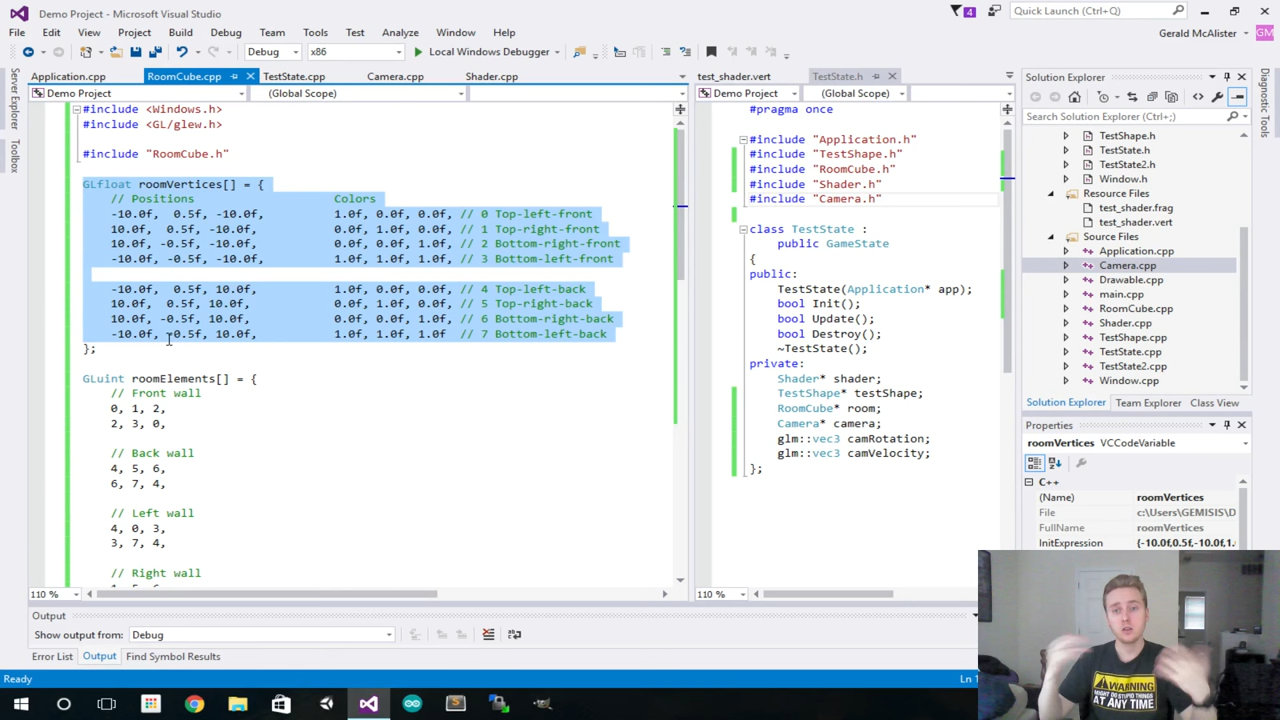 Demo Project - Microsoft Visual Studio
4
Quick Launch (Ctrl+;)
File Edit View Project Build Debug Team Tools Test Analyze Window Help
Gerald McAlister GM
Debug x86 Local Windows Debugger
Application.cpp RoomCube.cpp TestState.cpp Camera.cpp Shader.cpp
Demo Project (Global Scope)
#include <Windows.h>
#include <GL/glew.h>
#include "RoomCube.h"
GLfloat roomVertices[] = {
// Positions Colors
-10.0f, 0.5f, -10.0f, 1.0f, 0.0f, 0.0f, // 0 Top-left-front
10.0f, 0.5f, -10.0f, 0.0f, 1.0f, 0.0f, // 1 Top-right-front
10.0f, -0.5f, -10.0f, 0.0f, 0.0f, 1.0f, // 2 Bottom-right-front
-10.0f, -0.5f, -10.0f, 1.0f, 1.0f, 1.0f, // 3 Bottom-left-front
-10.0f, 0.5f, 10.0f, 1.0f, 0.0f, 0.0f, // 4 Top-left-back
10.0f, 0.5f, 10.0f, 0.0f, 1.0f, 0.0f, // 5 Top-right-back
10.0f, -0.5f, 10.0f, 0.0f, 0.0f, 1.0f, // 6 Bottom-right-back
-10.0f, -0.5f, 10.0f, 1.0f, 1.0f, 1.0f // 7 Bottom-left-back
};
GLuint roomElements[] = {
// Front wall
0, 1, 2,
2, 3, 0,
// Back wall
4, 5, 6,
6, 7, 4,
// Left wall
4, 0, 3,
3, 7, 4,
// Right wall
110 %
test_shader.vert TestState.h
Demo Project (Global Scope)
#pragma once
#include "Application.h"
#include "TestShape.h"
#include "RoomCube.h"
#include "Shader.h"
#include "Camera.h"
class TestState :
public GameState
{
public:
TestState(Application* app);
bool Init();
bool Update();
bool Destroy();
~TestState();
private:
Shader* shader;
TestShape* testShape;
RoomCube* room;
Camera* camera;
glm::vec3 camRotation;
glm::vec3 camVelocity;
};
110 %
Solution Explorer
Search Solution Explorer (Ctrl+;)
TestShape.h
TestState.h
TestState2.h
Window.h
Resource Files
test_shader.frag
test_shader.vert
Source Files
Application.cpp
Camera.cpp
Drawable.cpp
main.cpp
RoomCube.cpp
Shader.cpp
TestShape.cpp
TestState.cpp
TestState2.cpp
Window.cpp
Solution Explorer Team Explorer Class View
Properties
roomVertices VCCodeVariable
C++
(Name) roomVertices
File c:\Users\GEMISIS\D
FullName roomVertices
InitExpression {-10.0f,0.5f,-10.0f,1.
Server Explorer
Toolbox
Diagnostic Tools
Output
Show output from: Debug
Error List Output Find Symbol Results
Ready
WARNING
MIGHT DO STUPID THINGS
AT ANY TIME